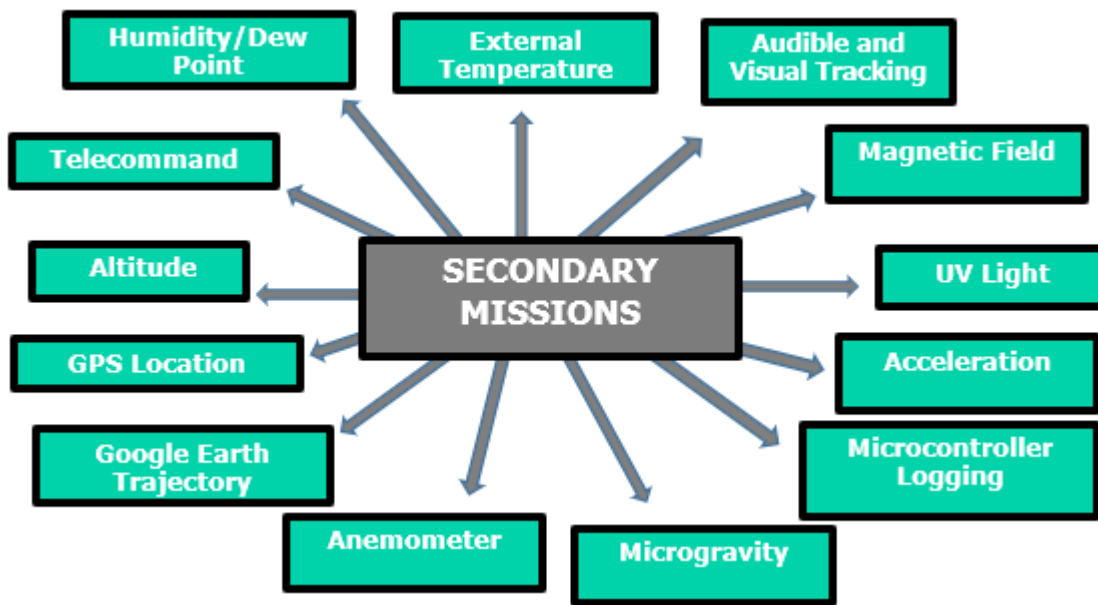 Humidity/Dew
Point
External
Temperature
Audible and
Visual Tracking
Telecommand
Magnetic Field
Altitude
SECONDARY
MISSIONS
UV Light
GPS Location
Acceleration
Google Earth
Trajectory
Microcontroller
Logging
Anemometer
Microgravity